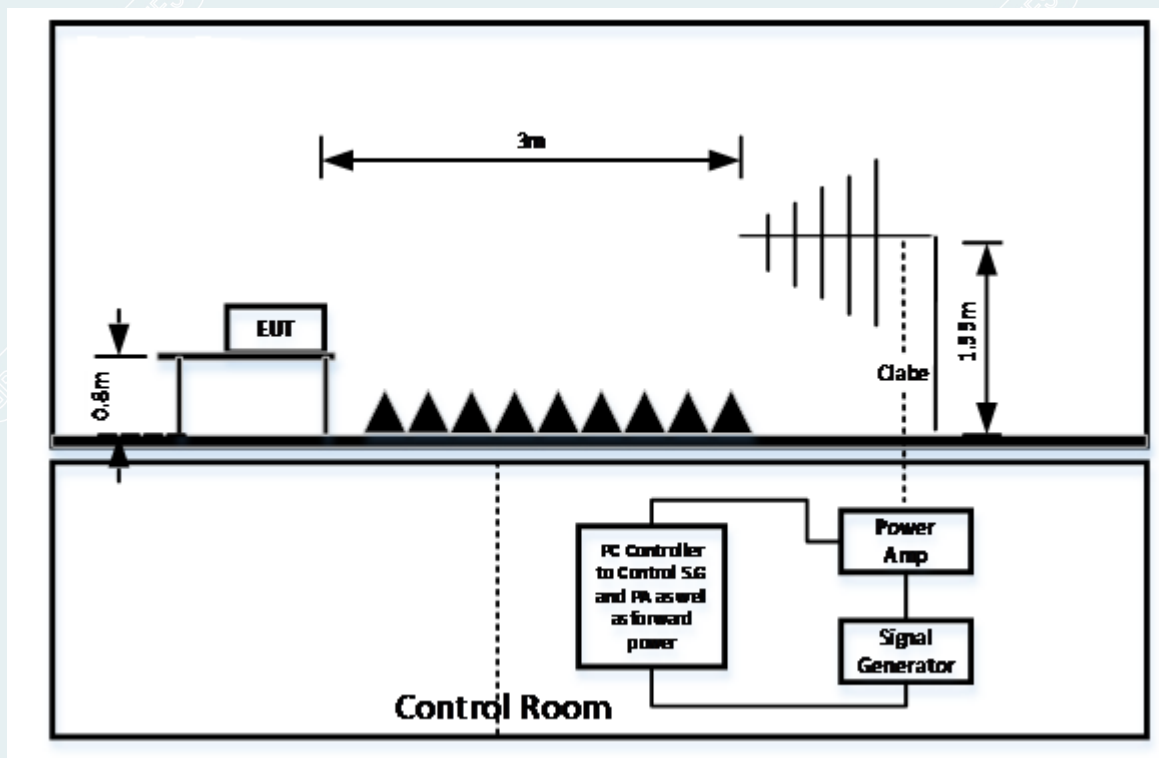 3m
EUT
0.8m
1.55m
Clabe
PC Controller
to Control S.G
and PA as well
as forward
power
Power
Amp
Signal
Generator
Control Room